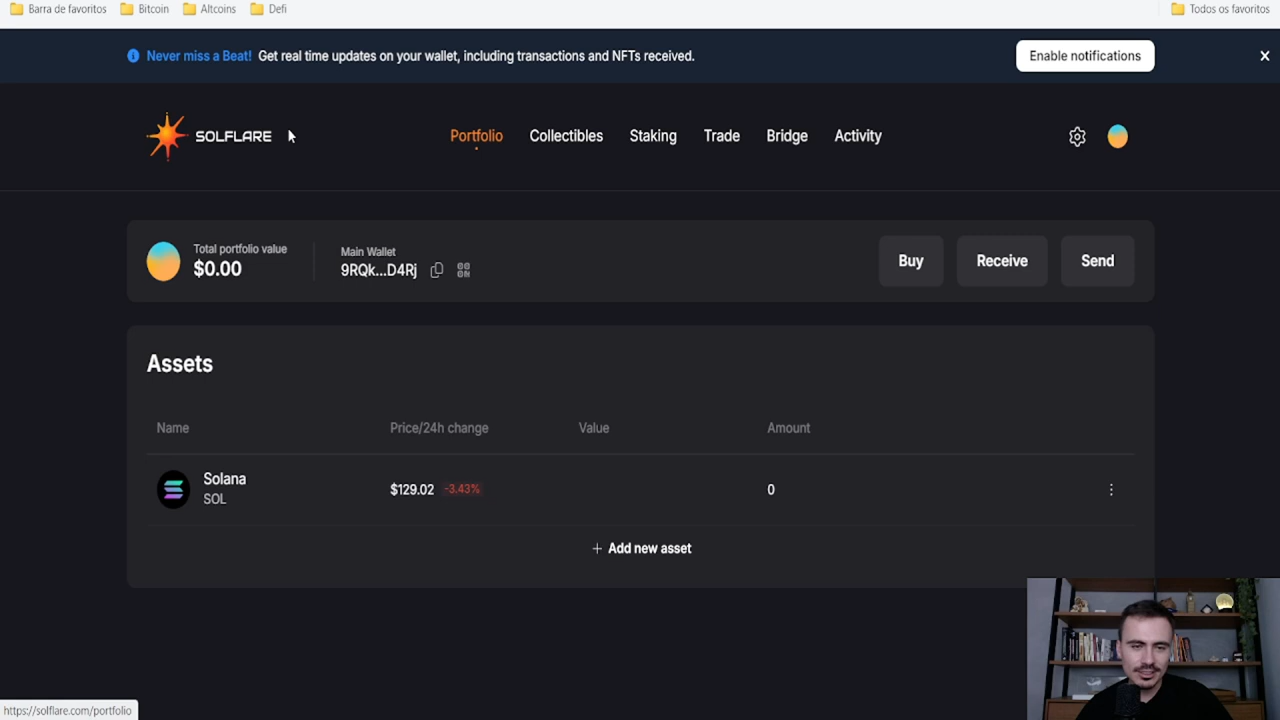 Barra de favoritos Bitcoin Altcoins Defi Todos os favoritos
Never miss a Beat! Get real time updates on your wallet, including transactions and NFTs received. Enable notifications
SOLFLARE Portfolio Collectibles Staking Trade Bridge Activity
Total portfolio value
$0.00
Main Wallet
9RQk...D4Rj
Buy Receive Send
Assets
Name Price/24h change Value Amount
Solana
SOL
$129.02 -3.43% 0
+ Add new asset
https://solflare.com/portfolio